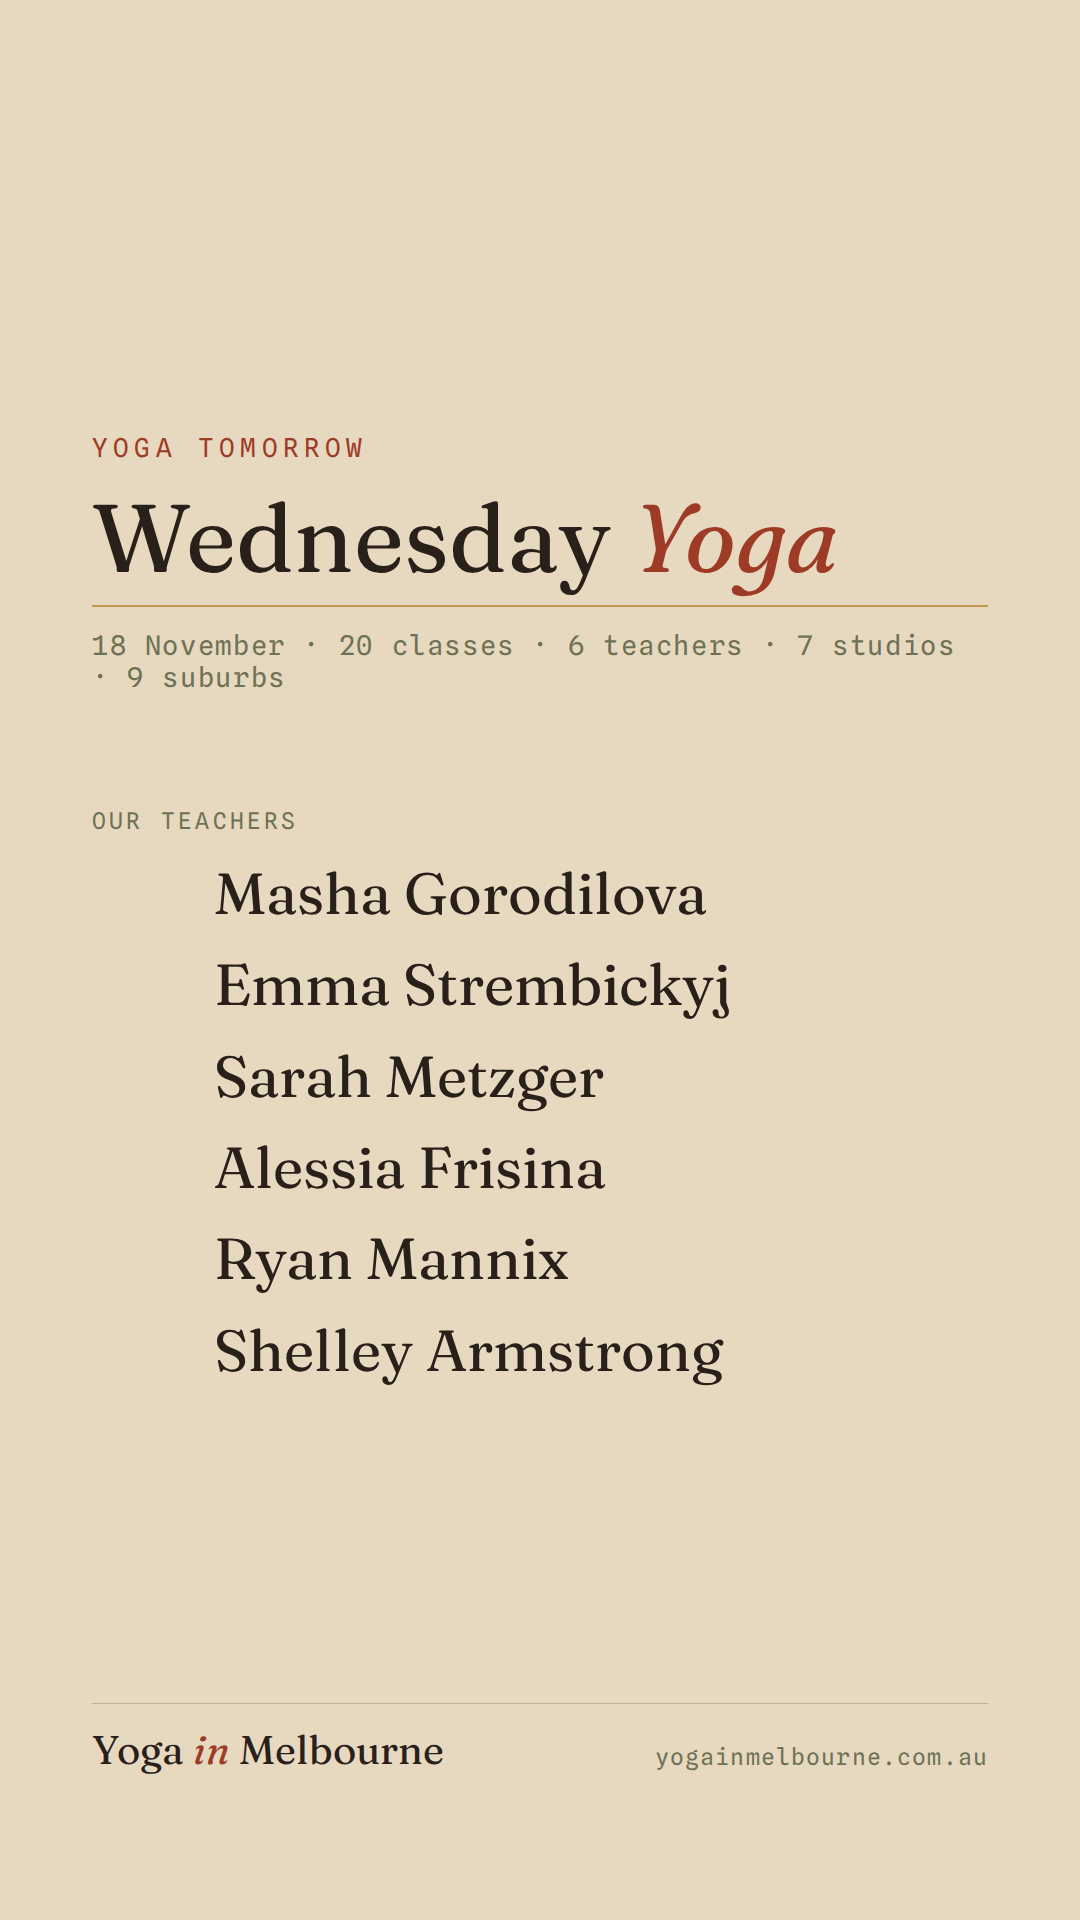 YOGA TOMORROW
Wednesday Yoga
18 November · 20 classes · 6 teachers · 7 studios
· 9 suburbs
OUR TEACHERS
Masha Gorodilova
Emma Strembickyj
Sarah Metzger
Alessia Frisina
Ryan Mannix
Shelley Armstrong
Yoga in Melbourne
yogainmelbourne.com.au